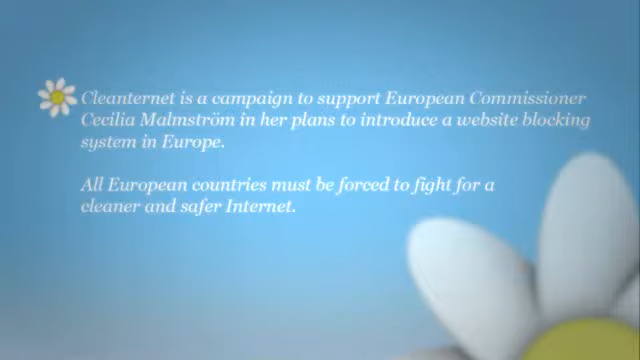 Cleanternet is a campaign to support European Commissioner
Cecilia Malmström in her plans to introduce a website blocking
system in Europe.
All European countries must be forced to fight for a
cleaner and safer Internet.